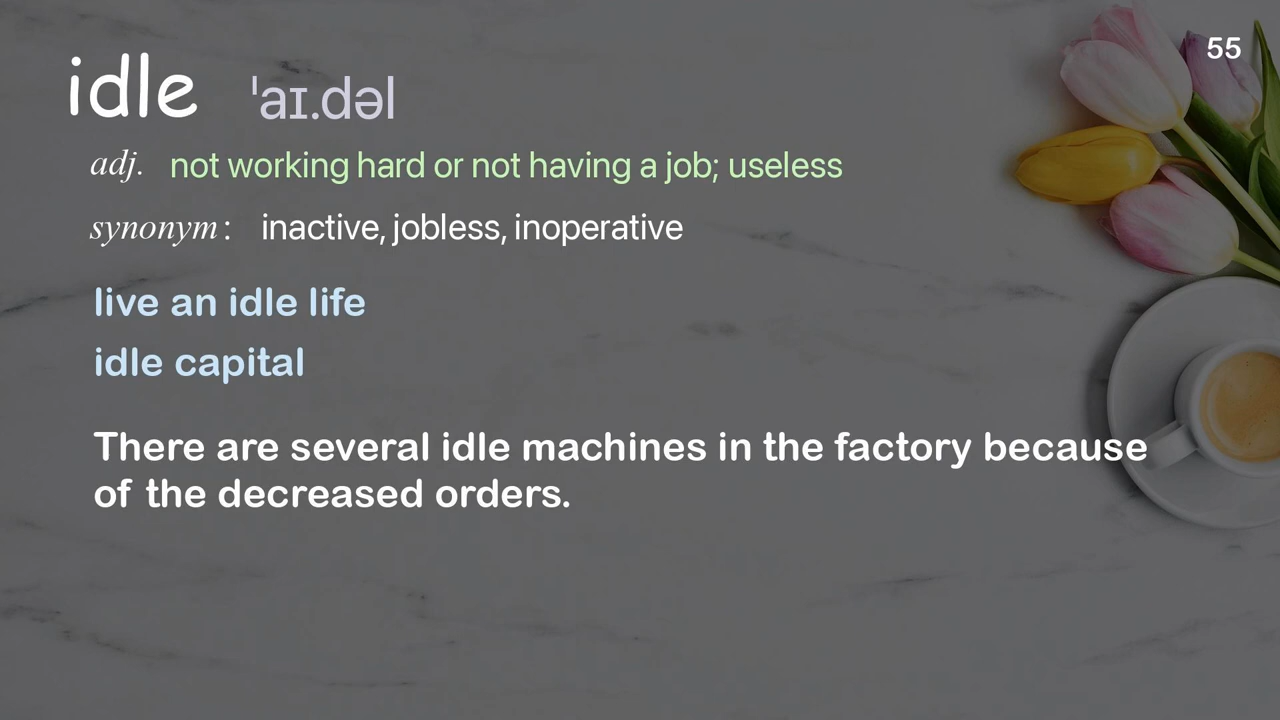 55
idle ˈaɪ.dəl
adj. not working hard or not having a job; useless
synonym: inactive, jobless, inoperative
live an idle life
idle capital
There are several idle machines in the factory because
of the decreased orders.